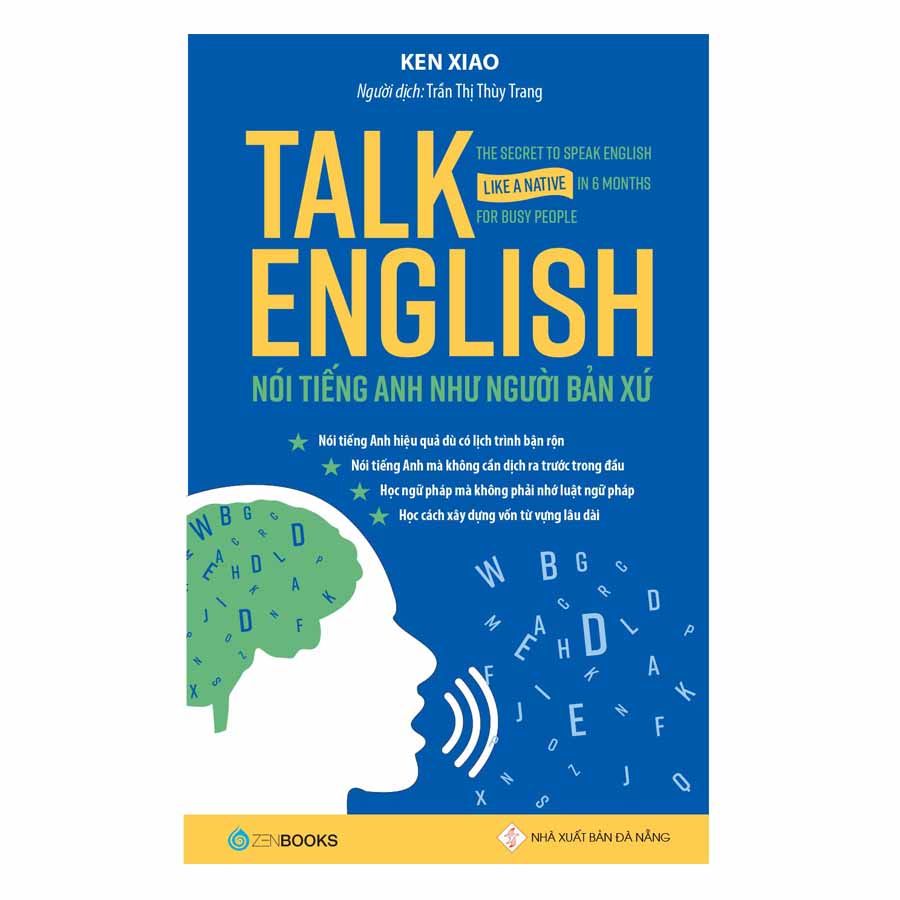 KEN XIAO
Người dịch: Trần Thị Thùy Trang
TALK
THE SECRET TO SPEAK ENGLISH
LIKE A NATIVE IN 6 MONTHS
FOR BUSY PEOPLE
ENGLISH
NÓI TIẾNG ANH NHƯ NGƯỜI BẢN XỨ
Nói tiếng Anh hiệu quả dù có lịch trình bận rộn
Nói tiếng Anh mà không cần dịch ra trước trong đầu
Học ngữ pháp mà không phải nhớ luật ngữ pháp
Học cách xây dựng vốn từ vựng lâu dài
ZENBOOKS
NHÀ XUẤT BẢN ĐÀ NẴNG